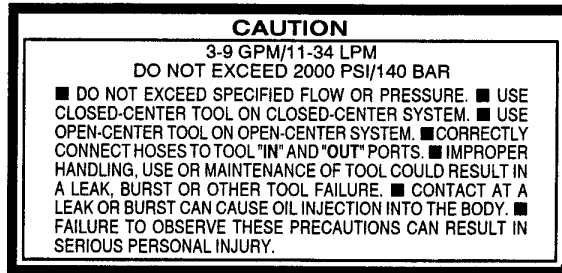 CAUTION
3-9 GPM/11-34 LPM
DO NOT EXCEED 2000 PSI/140 BAR
■ DO NOT EXCEED SPECIFIED FLOW OR PRESSURE. ■ USE
CLOSED-CENTER TOOL ON CLOSED-CENTER SYSTEM. ■ USE
OPEN-CENTER TOOL ON OPEN-CENTER SYSTEM. ■ CORRECTLY
CONNECT HOSES TO TOOL "IN" AND "OUT" PORTS. ■ IMPROPER
HANDLING, USE OR MAINTENANCE OF TOOL COULD RESULT IN
A LEAK, BURST OR OTHER TOOL FAILURE. ■ CONTACT AT A
LEAK OR BURST CAN CAUSE OIL INJECTION INTO THE BODY. ■
FAILURE TO OBSERVE THESE PRECAUTIONS CAN RESULT IN
SERIOUS PERSONAL INJURY.